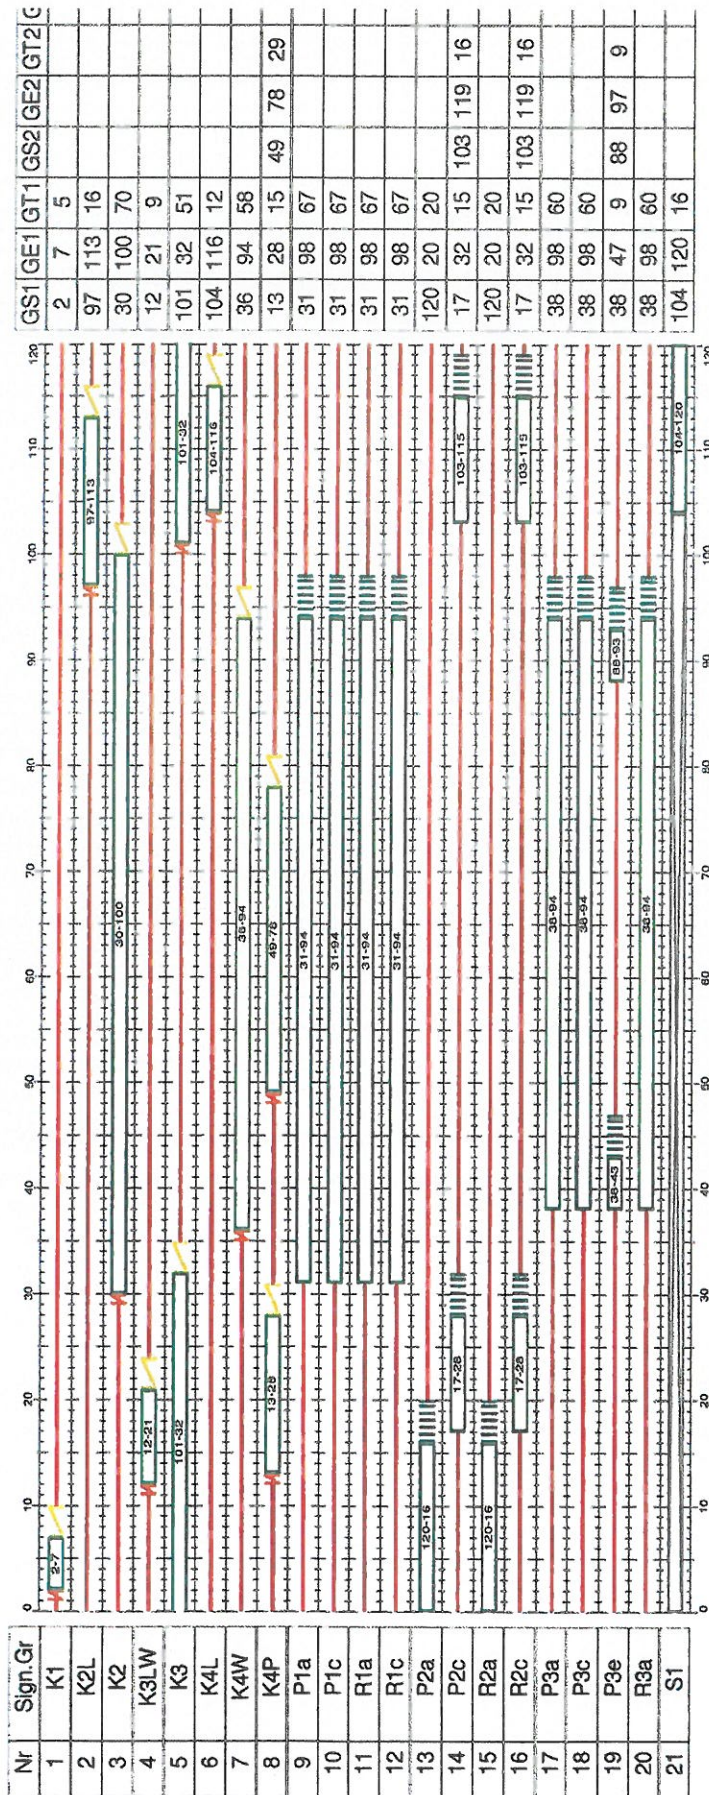 Nr Sign.Gr 0 10 20 30 40 50 60 70 80 90 100 110 120 GS1 GE1 GT1 GS2 GE2 GT2
1 K1 2-7 2 7 5
2 K2L 97-113 97 113 16
3 K2 30-100 30 100 70
4 K3LW 12-21 12 21 9
5 K3 101-32 101-32 101 32 51
6 K4L 104-116 104 116 12
7 K4W 36-94 36 94 58
8 K4P 13-28 49-78 13 28 15 49 78 29
9 P1a 31-94 31 98 67
10 P1c 31-94 31 98 67
11 R1a 31-94 31 98 67
12 R1c 31-94 31 98 67
13 P2a 120-16 120 20 20
14 P2c 17-28 103-115 17 32 15 103 119 16
15 R2a 120-16 120 20 20
16 R2c 17-28 103-115 17 32 15 103 119 16
17 P3a 38-94 38 98 60
18 P3c 38-94 38 98 60
19 P3e 38-43 88-93 38 47 9 88 97 9
20 R3a 38-94 38 98 60
21 S1 104-120 104 120 16
0 10 20 30 40 50 60 70 80 90 100 110 120